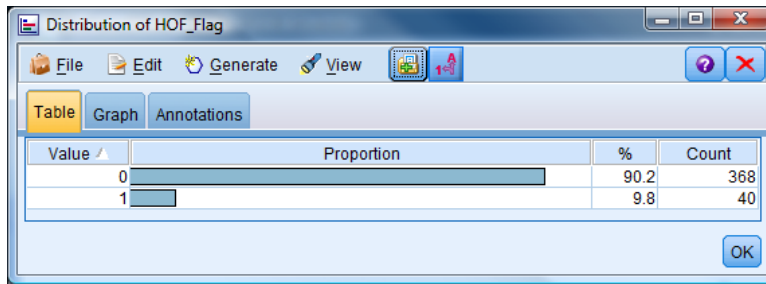 Distribution of HOF_Flag
File Edit Generate View
Table Graph Annotations
Value Proportion % Count
0 90.2 368
1 9.8 40
OK